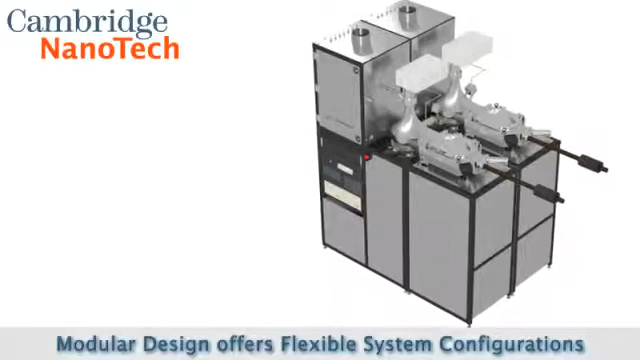 Cambridge
NanoTech
Modular Design offers Flexible System Configurations